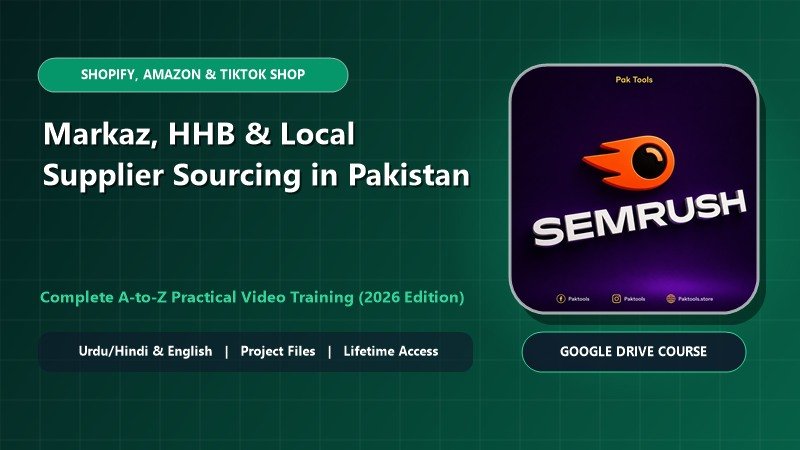 SHOPIFY, AMAZON & TIKTOK SHOP
Markaz, HHB & Local
Supplier Sourcing in Pakistan
Complete A-to-Z Practical Video Training (2026 Edition)
Urdu/Hindi & English | Project Files | Lifetime Access
Pak Tools
SEMRUSH
Paktools Paktools Paktools.store
GOOGLE DRIVE COURSE